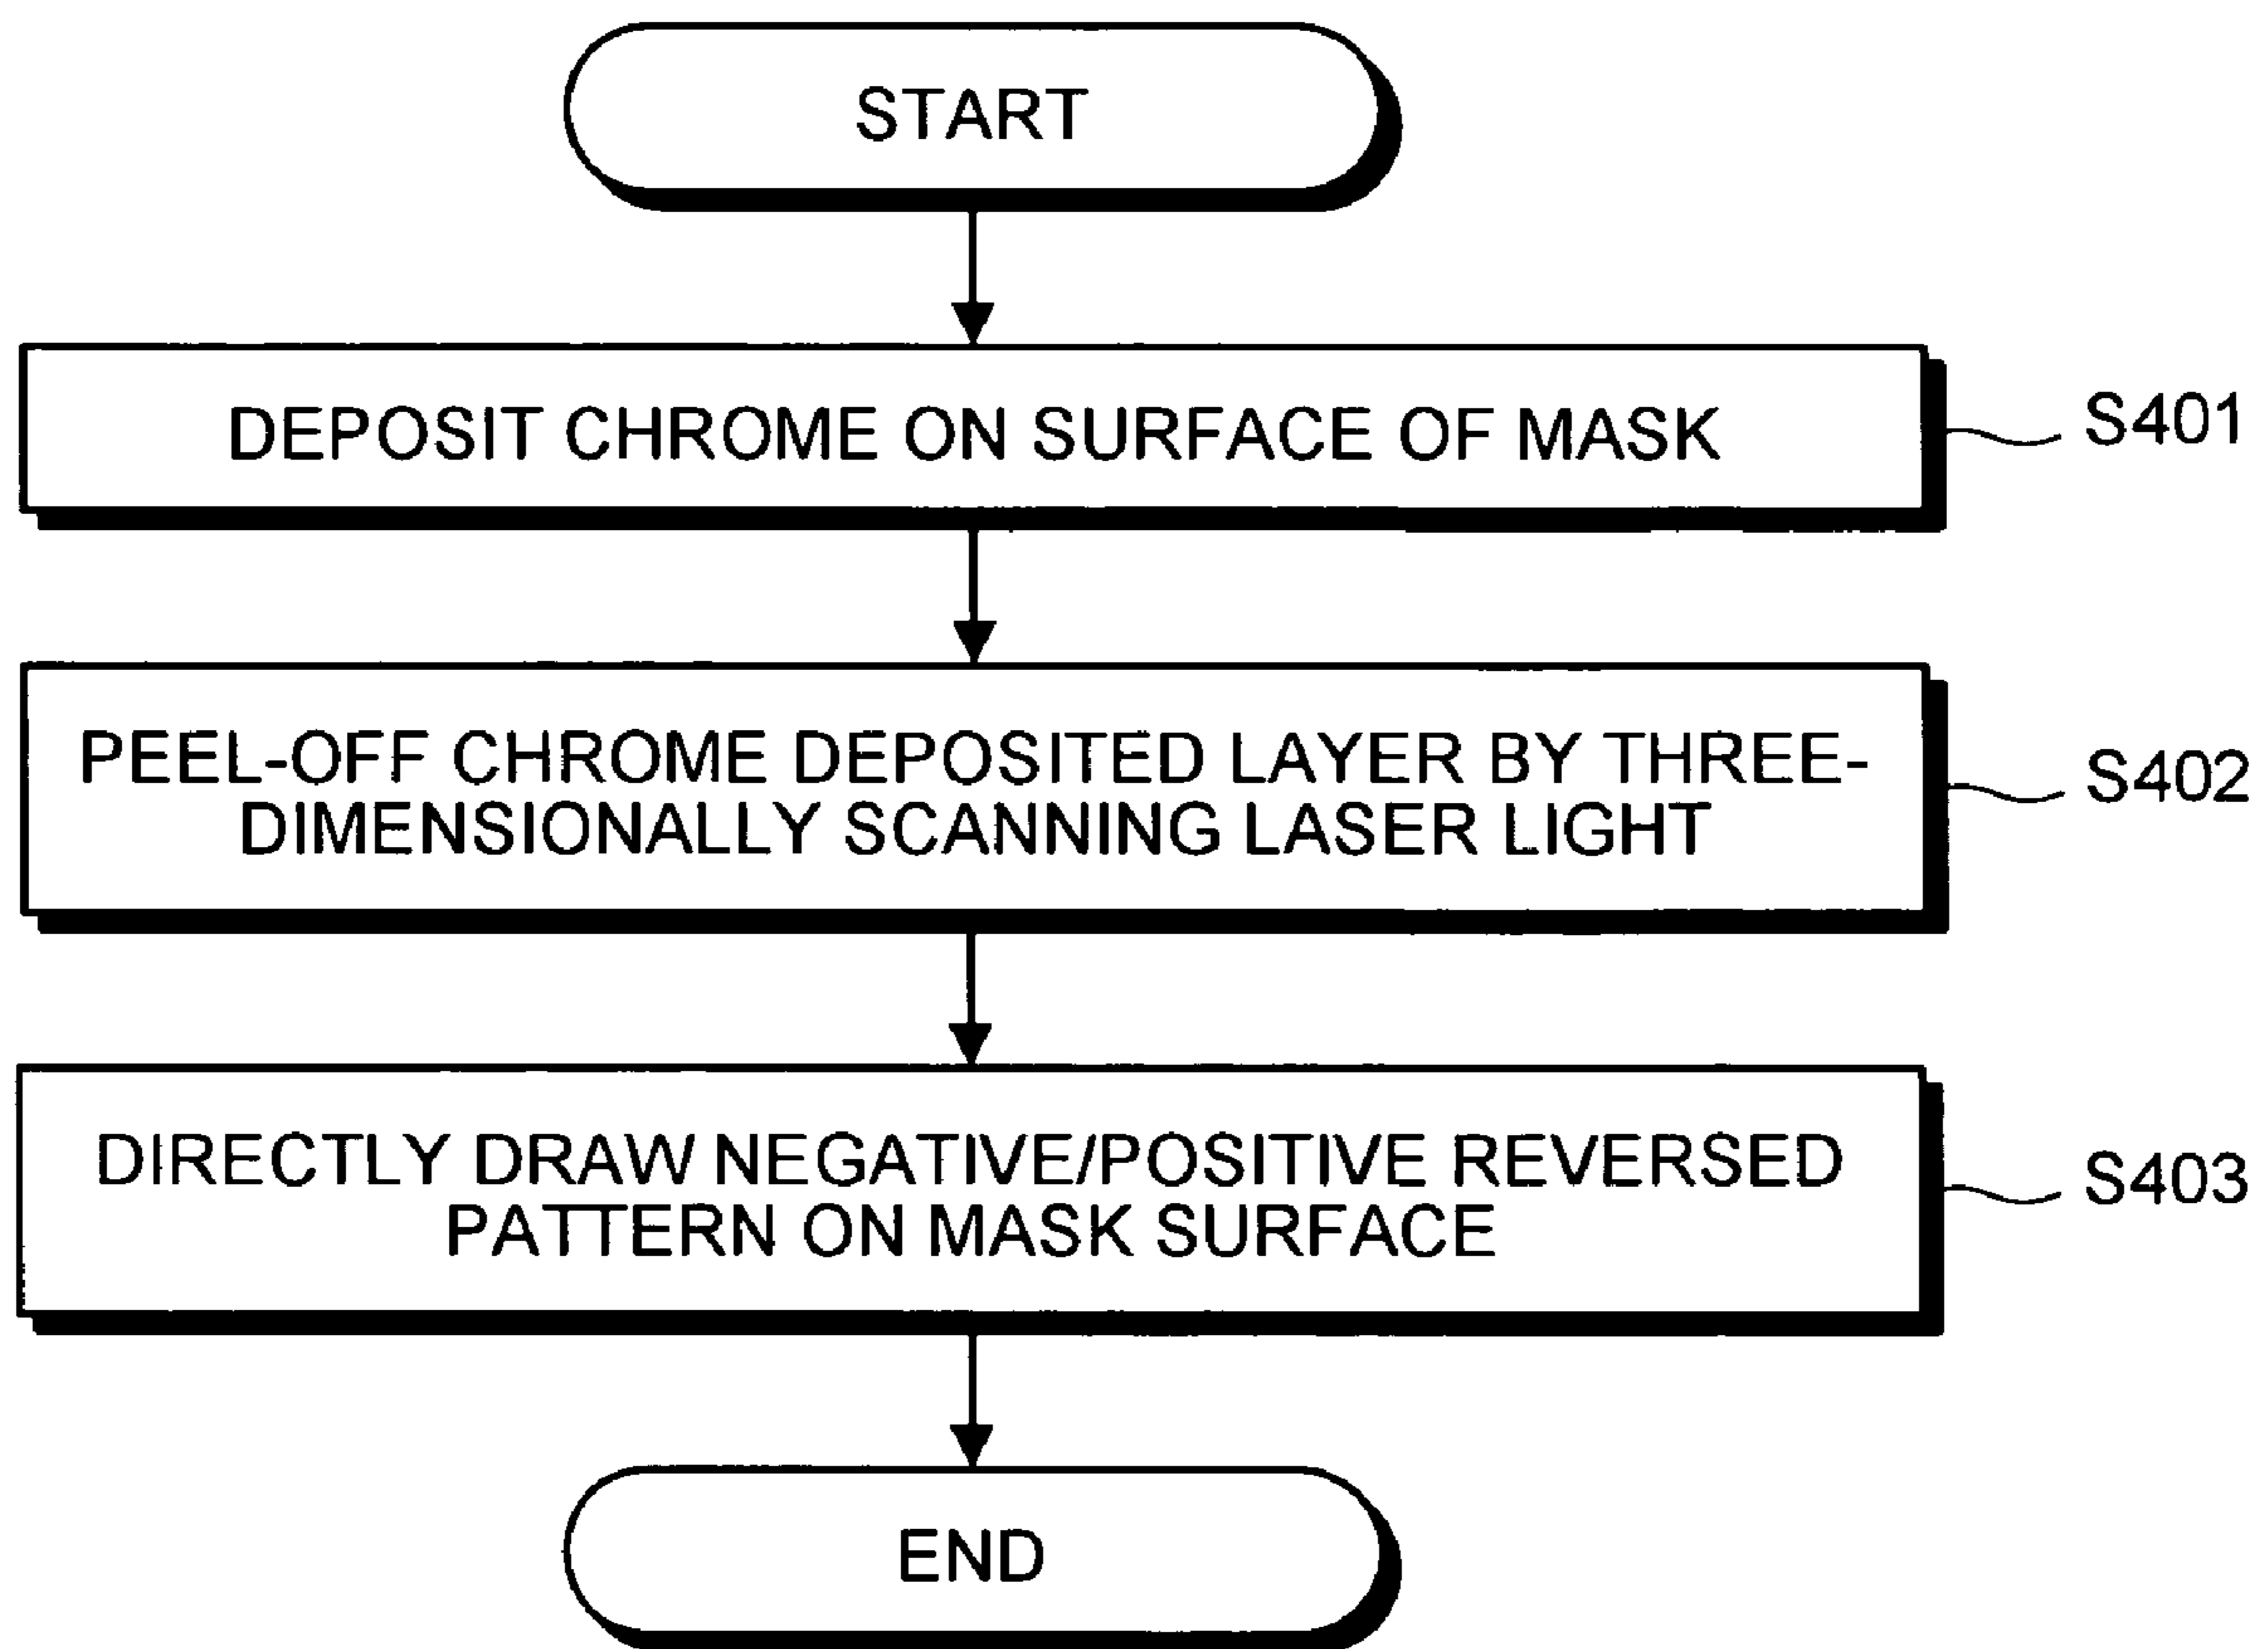 START
DEPOSIT CHROME ON SURFACE OF MASK
S401
PEEL-OFF CHROME DEPOSITED LAYER BY THREE-
DIMENSIONALLY SCANNING LASER LIGHT
S402
DIRECTLY DRAW NEGATIVE/POSITIVE REVERSED
PATTERN ON MASK SURFACE
S403
END